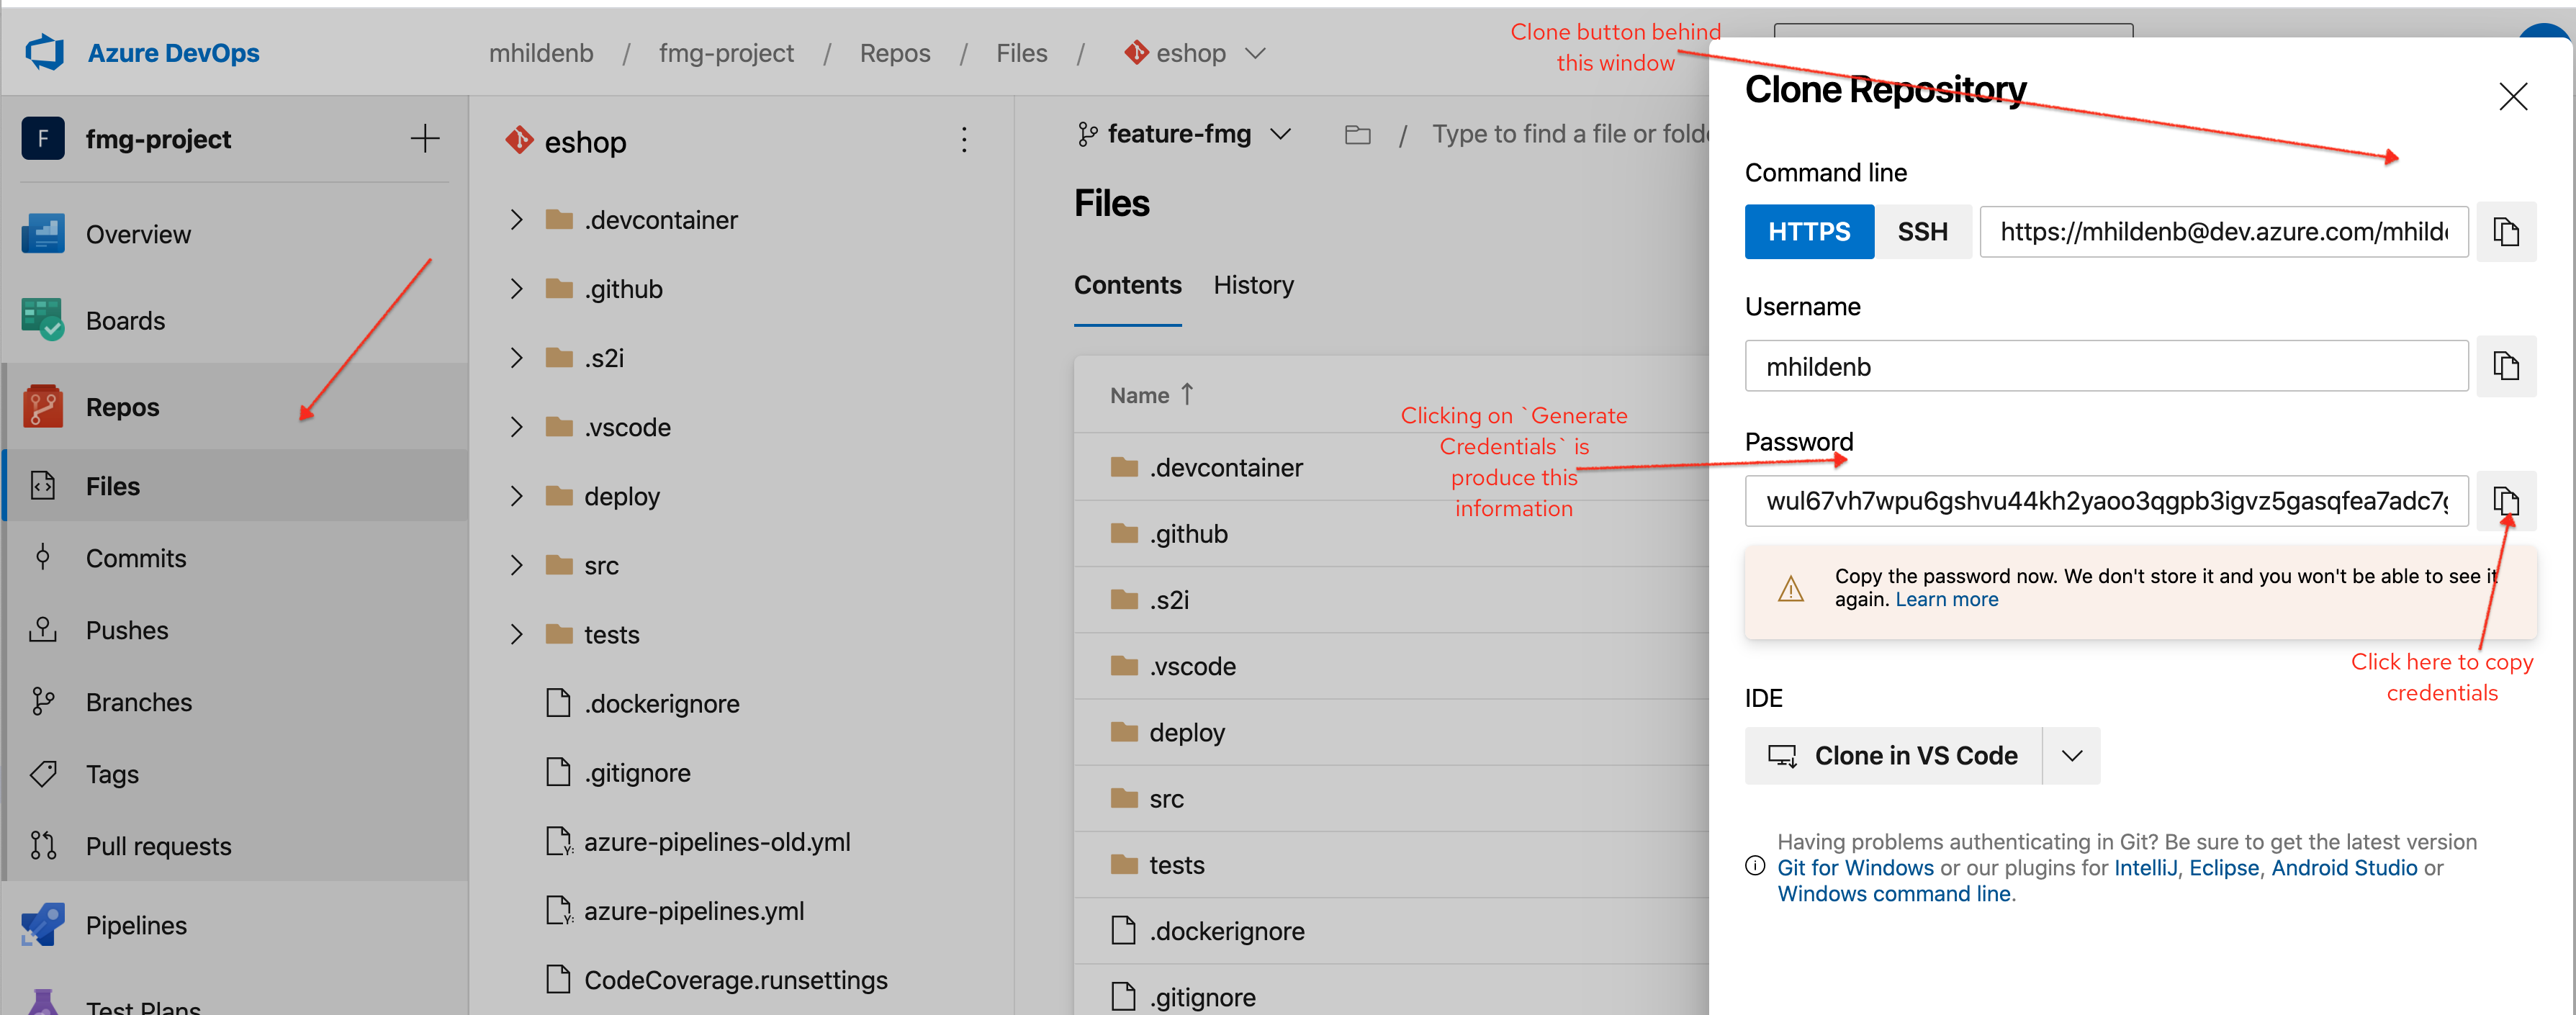 Azure DevOps
mhildenb / fmg-project / Repos / Files / eshop
Clone button behind
this window
F fmg-project
Overview
Boards
Repos
Files
Commits
Pushes
Branches
Tags
Pull requests
Pipelines
Test Plans
eshop
.devcontainer
.github
.s2i
.vscode
deploy
src
tests
.dockerignore
.gitignore
azure-pipelines-old.yml
azure-pipelines.yml
CodeCoverage.runsettings
feature-fmg / Type to find a file or folde
Files
Contents History
Name
.devcontainer
.github
.s2i
.vscode
deploy
src
tests
.dockerignore
.gitignore
Clicking on `Generate
Credentials` is
produce this
information
Clone Repository
Command line
HTTPS SSH https://mhildenb@dev.azure.com/mhild
Username
mhildenb
Password
wul67vh7wpu6gshvu44kh2yaoo3qgpb3igvz5gasqfea7adc7g
Copy the password now. We don't store it and you won't be able to see it
again. Learn more
Click here to copy
credentials
IDE
Clone in VS Code
Having problems authenticating in Git? Be sure to get the latest version
Git for Windows or our plugins for IntelliJ, Eclipse, Android Studio or
Windows command line.